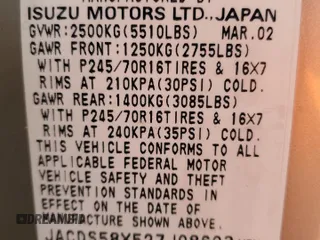 MANUFACTURED BY
ISUZU MOTORS LTD., JAPAN
GVWR: 2500KG(5510LBS) MAR.02
GAWR FRONT: 1250KG(2755LBS)
WITH P245/70R16TIRES & 16X7
RIMS AT 210KPA(30PSI) COLD.
GAWR REAR: 1400KG(3085LBS)
WITH P245/70R16TIRES & 16X7
RIMS AT 240KPA(35PSI) COLD.
THIS VEHICLE CONFORMS TO ALL
APPLICABLE FEDERAL MOTOR
VEHICLE SAFETY AND THEFT
PREVENTION STANDARDS IN
EFFECT ON THE DATE OF
MANUFACTURE SHOWN ABOVE.
DREAMBID